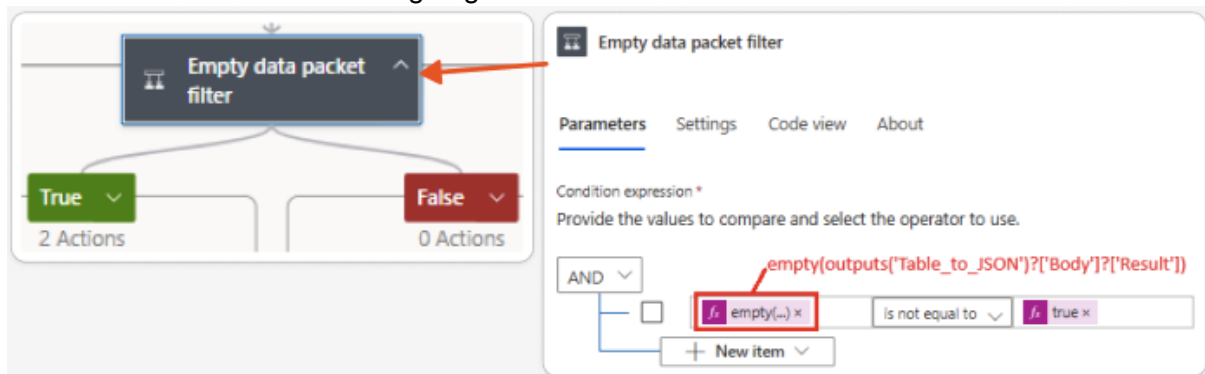 Empty data packet
filter
True
2 Actions
False
0 Actions
Empty data packet filter
Parameters Settings Code view About
Condition expression *
Provide the values to compare and select the operator to use.
empty(outputs('Table_to_JSON')?['Body']?['Result'])
AND
fx empty(...) ×
is not equal to
fx true ×
+ New item